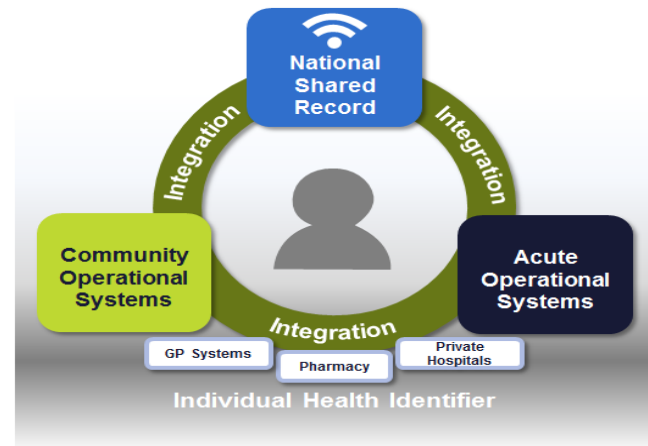 National
Shared
Record
Integration
Integration
Community
Operational
Systems
Acute
Operational
Systems
Integration
GP Systems
Pharmacy
Private
Hospitals
Individual Health Identifier